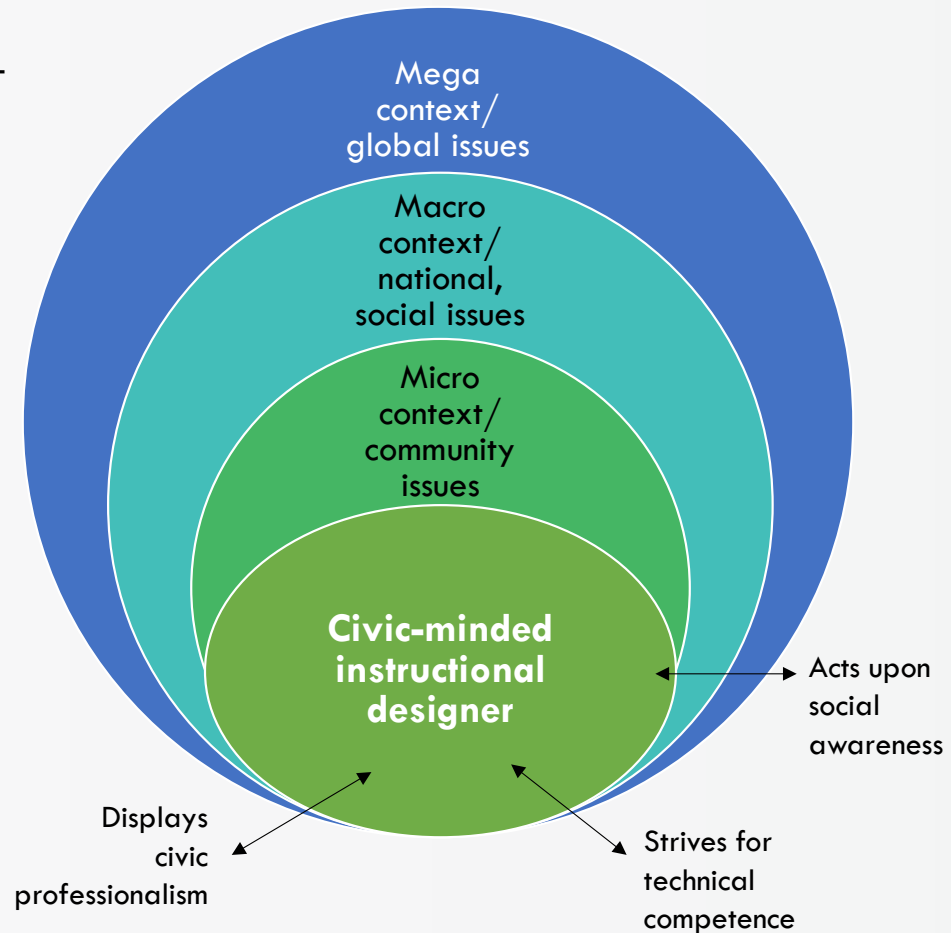 Mega
context/
global issues
Macro
context/
national,
social issues
Micro
context/
community
issues
Civic-minded
instructional
designer
Acts upon
social
awareness
Displays
civic
professionalism
Strives for
technical
competence